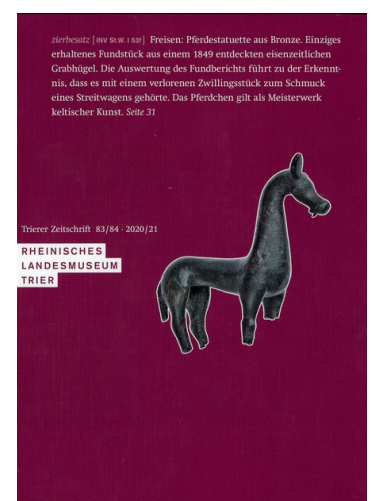 zierbesatz [INV St.W. I 53f] Freisen: Pferdestatuette aus Bronze. Einziges
erhaltenes Fundstück aus einem 1849 entdeckten eisenzeitlichen
Grabhügel. Die Auswertung des Fundberichts führt zu der Erkennt-
nis, dass es mit einem verlorenen Zwillingsstück zum Schmuck
eines Streitwagens gehörte. Das Pferdchen gilt als Meisterwerk
keltischer Kunst. Seite 31
Trierer Zeitschrift 83/84 · 2020/21
RHEINISCHES
LANDESMUSEUM
TRIER